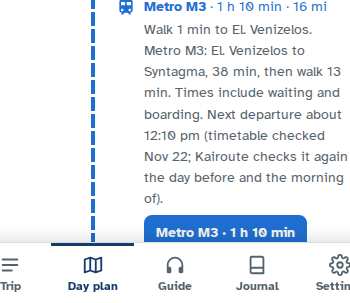 Metro M3 · 1 h 10 min · 16 mi
Walk 1 min to El. Venizelos.
Metro M3: El. Venizelos to
Syntagma, 38 min, then walk 13
min. Times include waiting and
boarding. Next departure about
12:10 pm (timetable checked
Nov 22; Kairoute checks it again
the day before and the morning
of).
Metro M3 · 1 h 10 min
Trip
Day plan
Guide
Journal
Settin